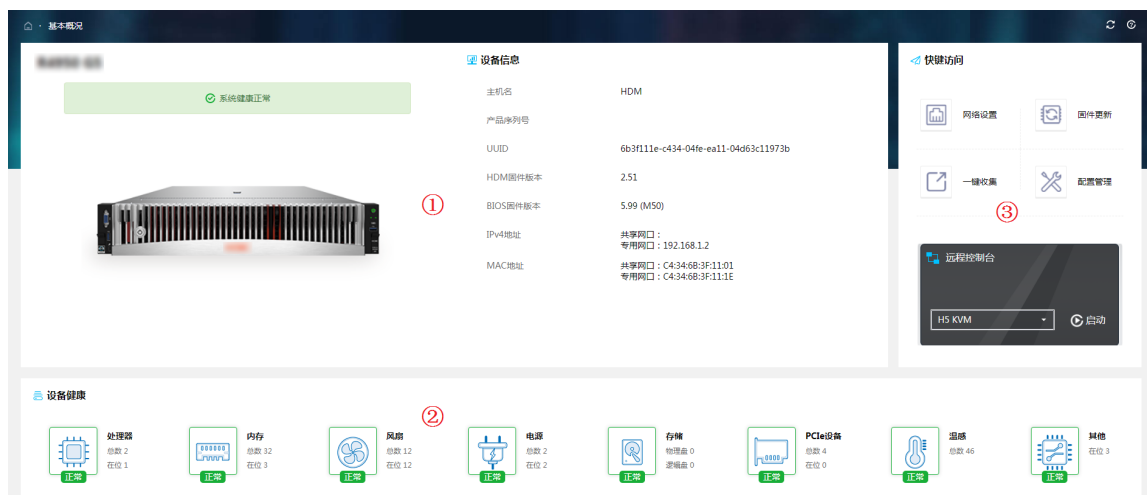 基本概况
系统健康正常
①
设备信息
主机名 HDM
产品序列号
UUID 6b3f111e-c434-04fe-ea11-04d63c11973b
HDM固件版本 2.51
BIOS固件版本 5.99 (M50)
IPv4地址 共享网口：
专用网口：192.168.1.2
MAC地址 共享网口：C4:34:6B:3F:11:01
专用网口：C4:34:6B:3F:11:1E
快键访问
网络设置
固件更新
一键收集
配置管理
③
远程控制台
H5 KVM
启动
设备健康
②
处理器
总数 2
在位 1
正常
内存
总数 32
在位 3
正常
风扇
总数 12
在位 12
正常
电源
总数 2
在位 2
正常
存储
物理盘 0
逻辑盘 0
正常
PCIe设备
总数 4
在位 0
正常
温感
总数 46
正常
其他
在位 3
正常